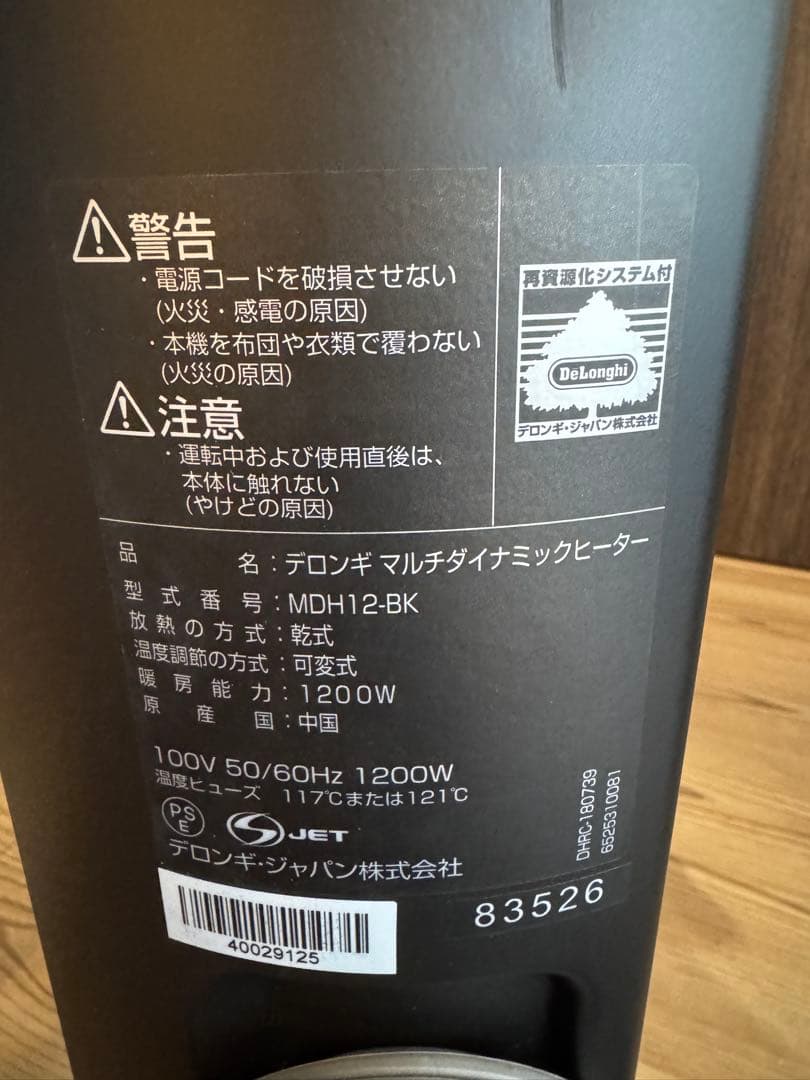 警告
・電源コードを破損させない
(火災・感電の原因)
・本機を布団や衣類で覆わない
(火災の原因)
注意
・運転中および使用直後は、
本体に触れない
(やけどの原因)
再資源化システム付
DeLonghi
デロンギ・ジャパン株式会社
品名:デロンギ マルチダイナミックヒーター
型式番号:MDH12-BK
放熱の方式:乾式
温度調節の方式:可変式
暖房能力:1200W
原産国:中国
100V 50/60Hz 1200W
温度ヒューズ 117℃または121℃
PSE
JET
デロンギ・ジャパン株式会社
DHRC-180739
6525310081
83526
40029125